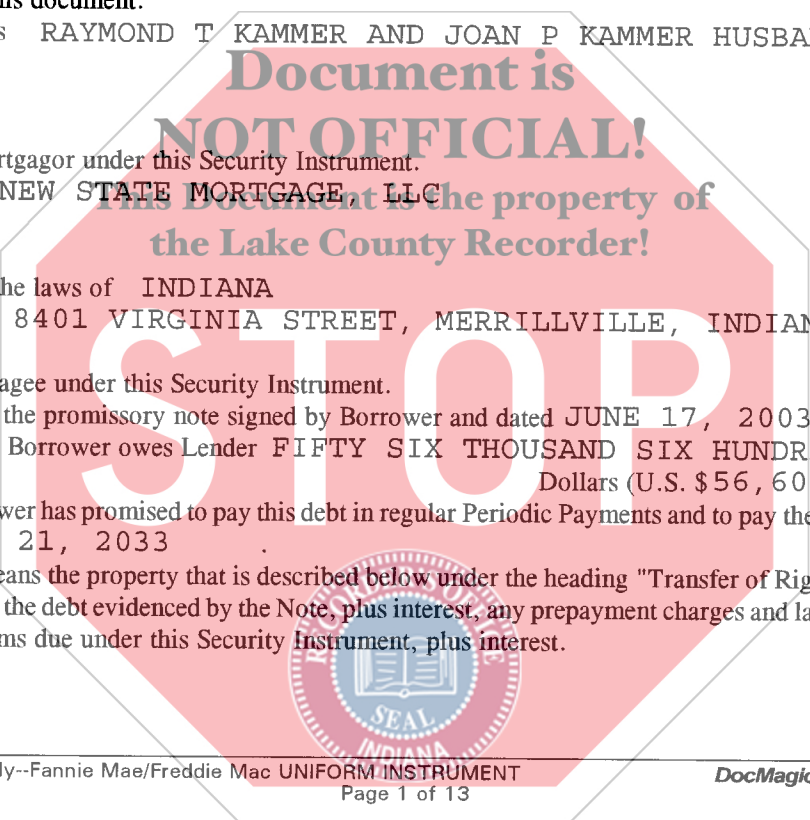 his document.
s RAYMOND T KAMMER AND JOAN P KAMMER HUSBA
Document is
NOT OFFICIAL!
rtgagor under this Security Instrument.
NEW STATE MORTGAGE, LLC
This Document is the property of
the Lake County Recorder!
he laws of INDIANA
8401 VIRGINIA STREET, MERRILLVILLE, INDIAN
STOP
agee under this Security Instrument.
the promissory note signed by Borrower and dated JUNE 17, 2003
Borrower owes Lender FIFTY SIX THOUSAND SIX HUNDR
Dollars (U.S. $56,60
wer has promised to pay this debt in regular Periodic Payments and to pay the
21, 2033 .
eans the property that is described below under the heading "Transfer of Rig
the debt evidenced by the Note, plus interest, any prepayment charges and la
ms due under this Security Instrument, plus interest.
RECORDER'S OFFICE
SEAL
INDIANA
ly--Fannie Mae/Freddie Mac UNIFORM INSTRUMENT
DocMagic
Page 1 of 13